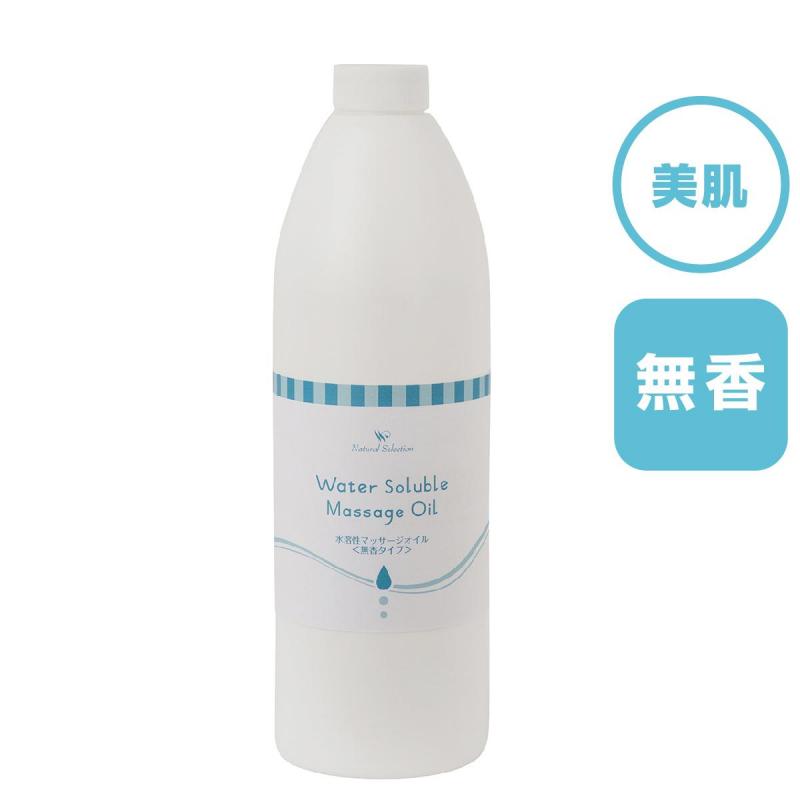 美肌
無香
Natural Selection
Water Soluble
Massage Oil
水溶性マッサージオイル
<無香タイプ>